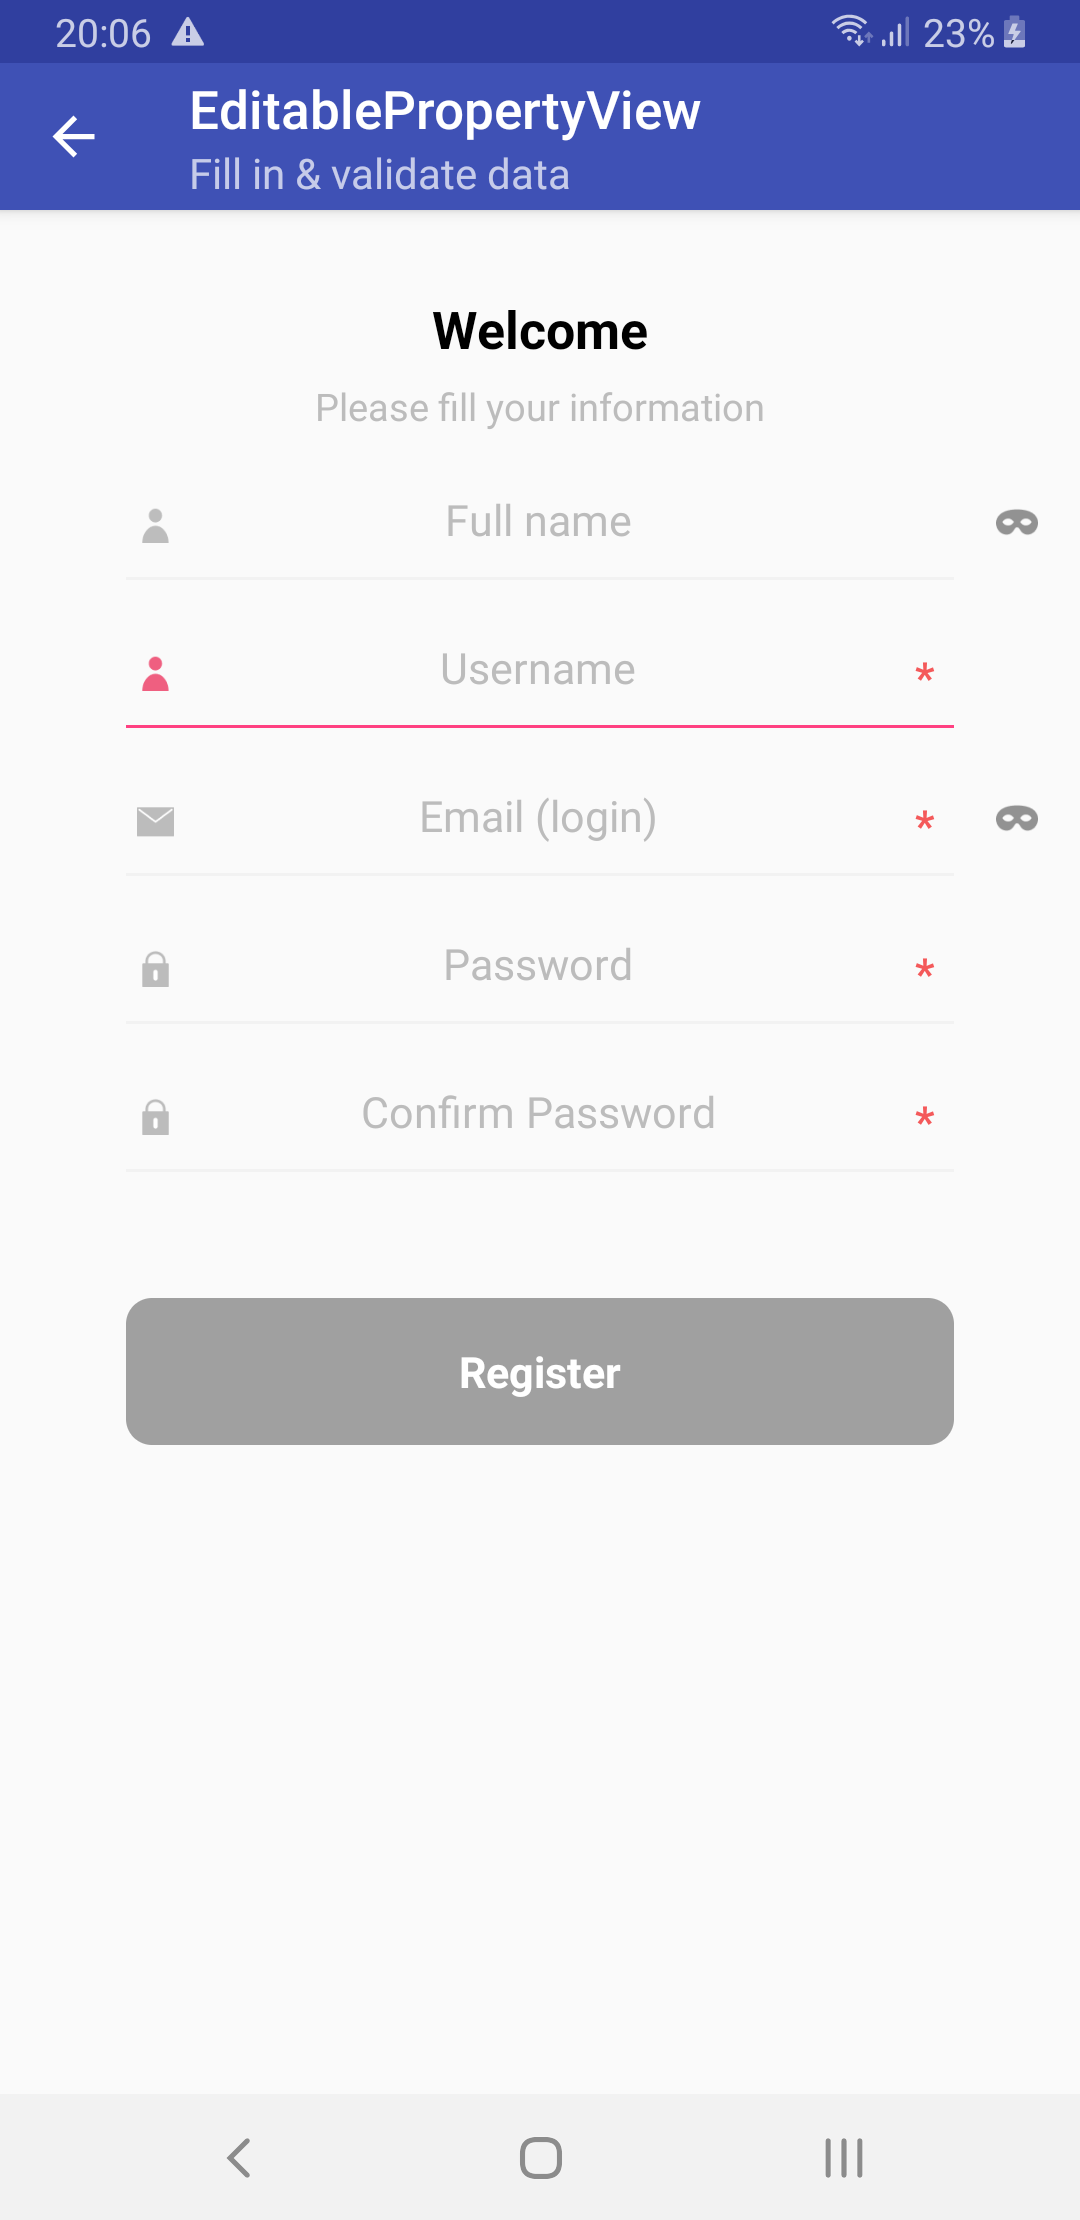 20:06
23%
EditablePropertyView
Fill in & validate data
Welcome
Please fill your information
Full name
Username *
Email (login) *
Password *
Confirm Password *
Register